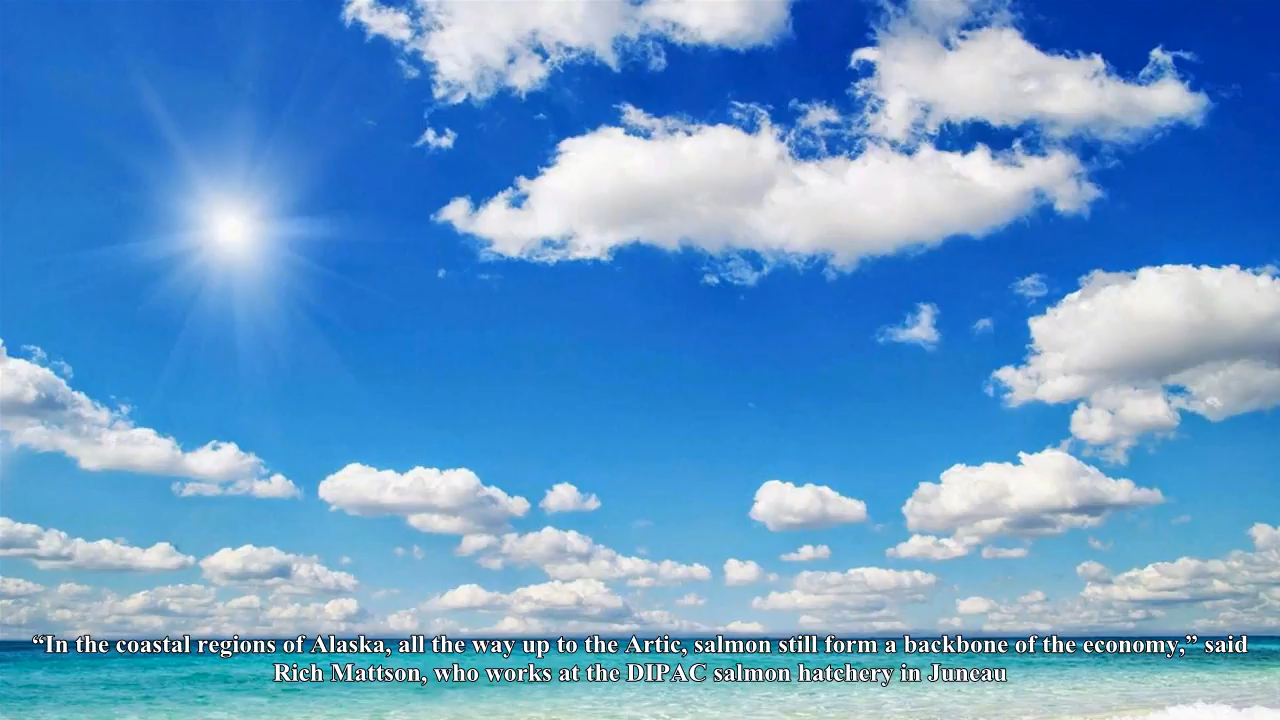 “In the coastal regions of Alaska, all the way up to the Artic, salmon still form a backbone of the economy,” said
Rich Mattson, who works at the DIPAC salmon hatchery in Juneau